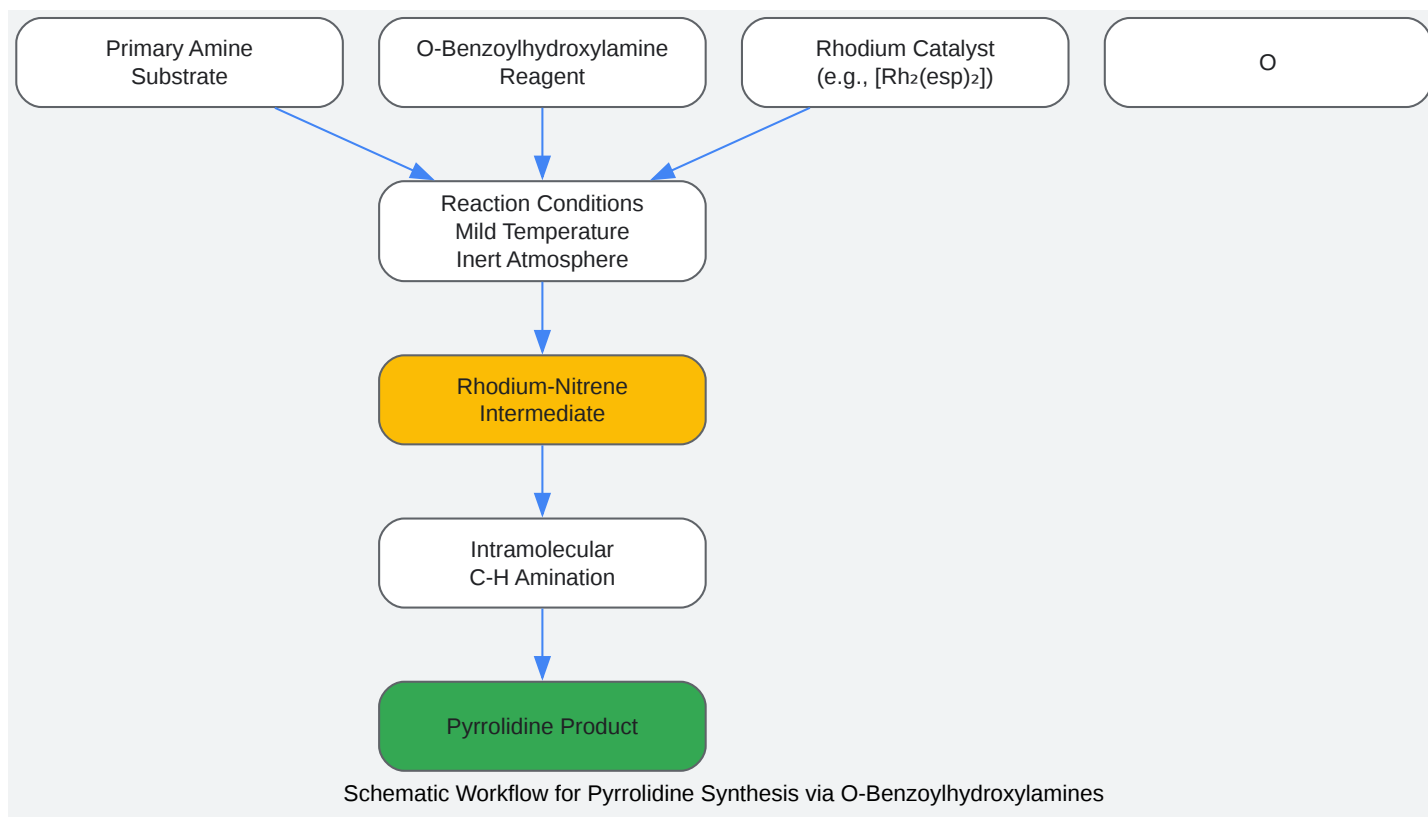 Primary Amine
Substrate
O-Benzoylhydroxylamine
Reagent
Rhodium Catalyst
(e.g., [Rh₂(esp)₂])
O
Reaction Conditions
Mild Temperature
Inert Atmosphere
Rhodium-Nitrene
Intermediate
Intramolecular
C-H Amination
Pyrrolidine Product
Schematic Workflow for Pyrrolidine Synthesis via O-Benzoylhydroxylamines